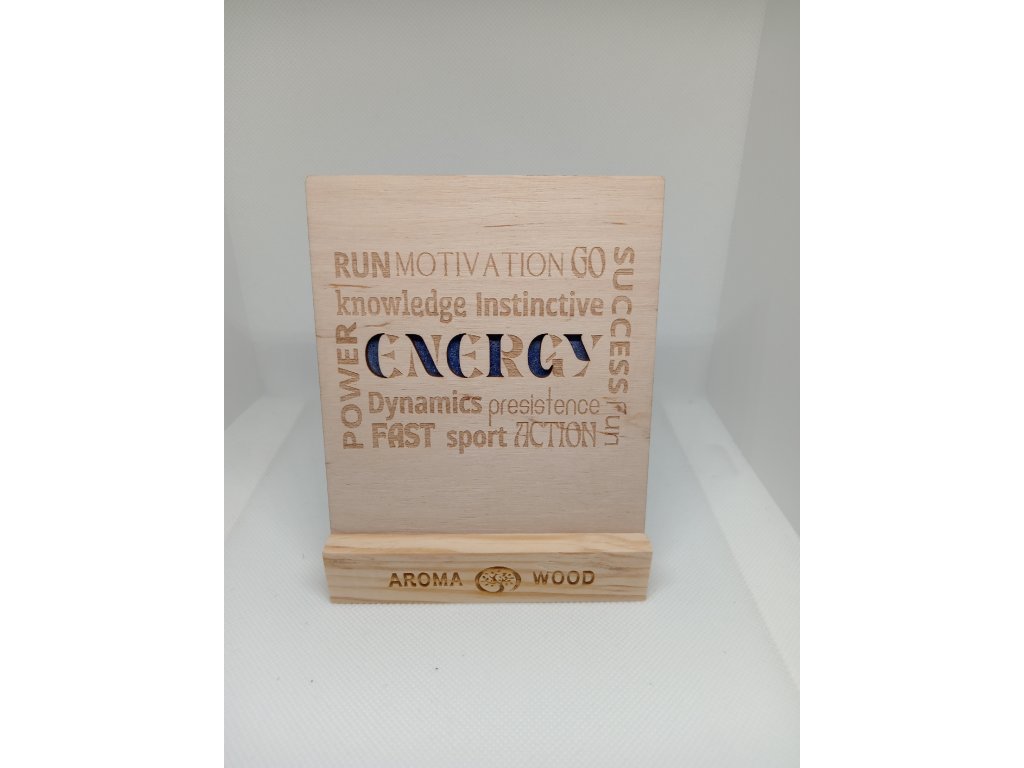 RUN MOTIVATION GO
SUCCESS
knowledge Instinctive
POWER
ENERGY
Dynamics presistence
fun
FAST sport ACTION
AROMA WOOD